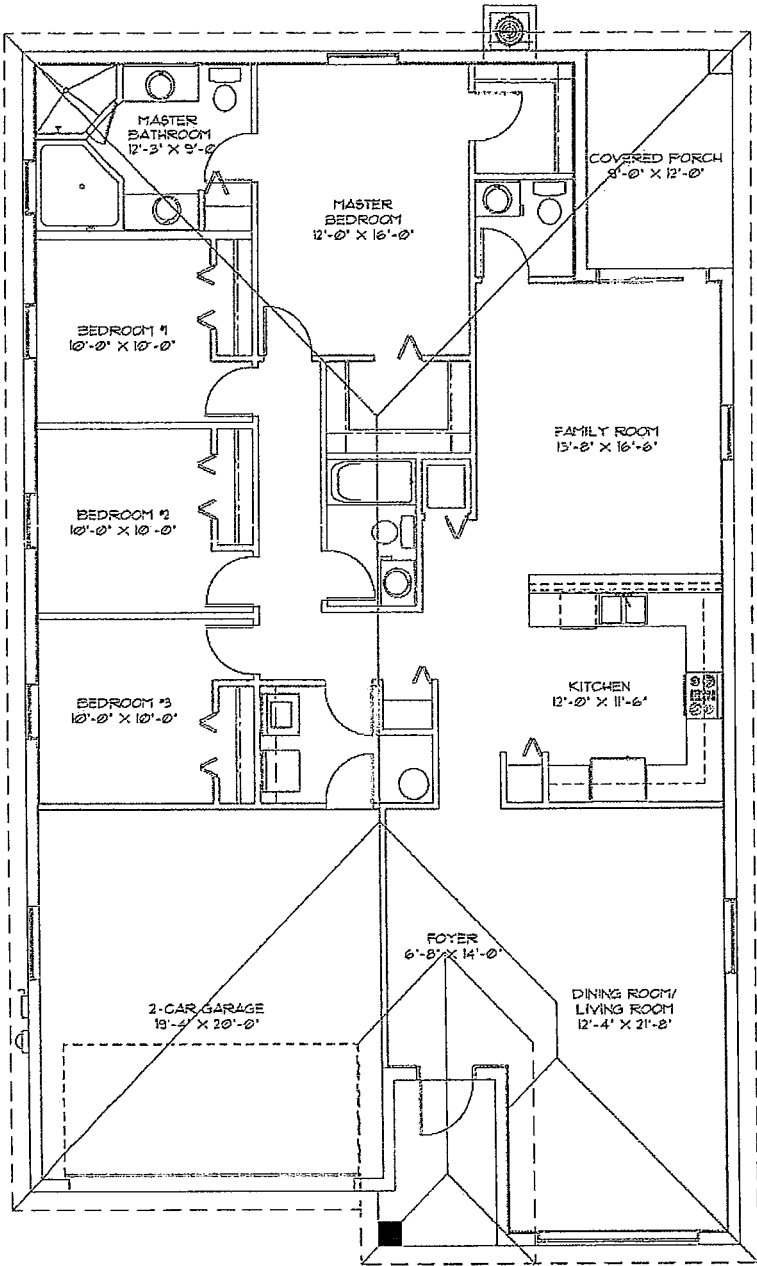 MASTER
BATHROOM
12'-3" X 9'-0
MASTER
BEDROOM
12'-0" X 16'-0"
COVERED PORCH
9'-0" X 12'-0"
BEDROOM #1
10'-0" X 10'-0"
FAMILY ROOM
13'-8" X 16'-6"
BEDROOM #2
10'-0" X 10'-0"
BEDROOM #3
10'-0" X 10'-0"
KITCHEN
12'-0" X 11'-6"
FOYER
6'-8" X 14'-0"
2-CAR GARAGE
19'-4" X 20'-0"
DINING ROOM/
LIVING ROOM
12'-4" X 21'-8"